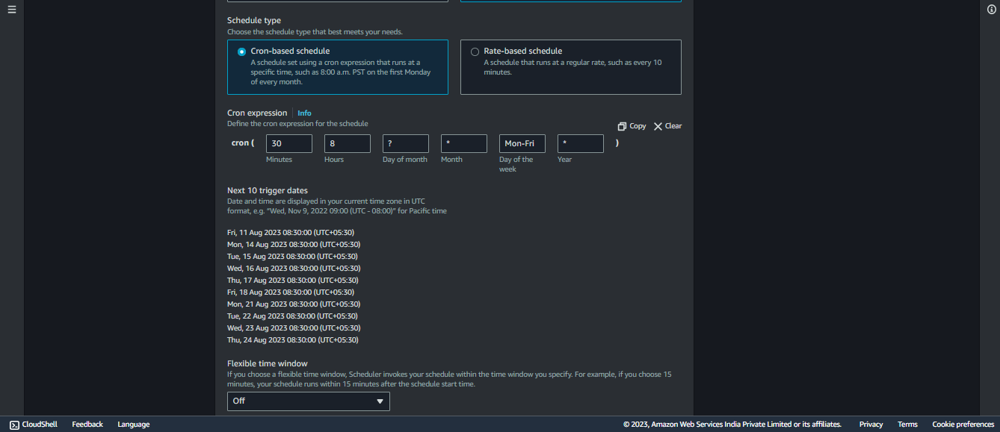 Schedule type
Choose the schedule type that best meets your needs.
Cron-based schedule
A schedule set using a cron expression that runs at a
specific time, such as 8:00 a.m. PST on the first Monday
of every month.
Rate-based schedule
A schedule that runs at a regular rate, such as every 10
minutes.
Cron expression Info
Define the cron expression for the schedule
Copy Clear
cron ( 30 8 ? * Mon-Fri * )
Minutes Hours Day of month Month Day of the week Year
Next 10 trigger dates
Date and time are displayed in your current time zone in UTC
format, e.g. “Wed, Nov 9, 2022 09:00 (UTC - 08:00)” for Pacific time
Fri, 11 Aug 2023 08:30:00 (UTC+05:30)
Mon, 14 Aug 2023 08:30:00 (UTC+05:30)
Tue, 15 Aug 2023 08:30:00 (UTC+05:30)
Wed, 16 Aug 2023 08:30:00 (UTC+05:30)
Thu, 17 Aug 2023 08:30:00 (UTC+05:30)
Fri, 18 Aug 2023 08:30:00 (UTC+05:30)
Mon, 21 Aug 2023 08:30:00 (UTC+05:30)
Tue, 22 Aug 2023 08:30:00 (UTC+05:30)
Wed, 23 Aug 2023 08:30:00 (UTC+05:30)
Thu, 24 Aug 2023 08:30:00 (UTC+05:30)
Flexible time window
If you choose a flexible time window, Scheduler invokes your schedule within the time window you specify. For example, if you choose 15
minutes, your schedule runs within 15 minutes after the schedule start time.
Off
CloudShell Feedback Language © 2023, Amazon Web Services India Private Limited or its affiliates. Privacy Terms Cookie preferences